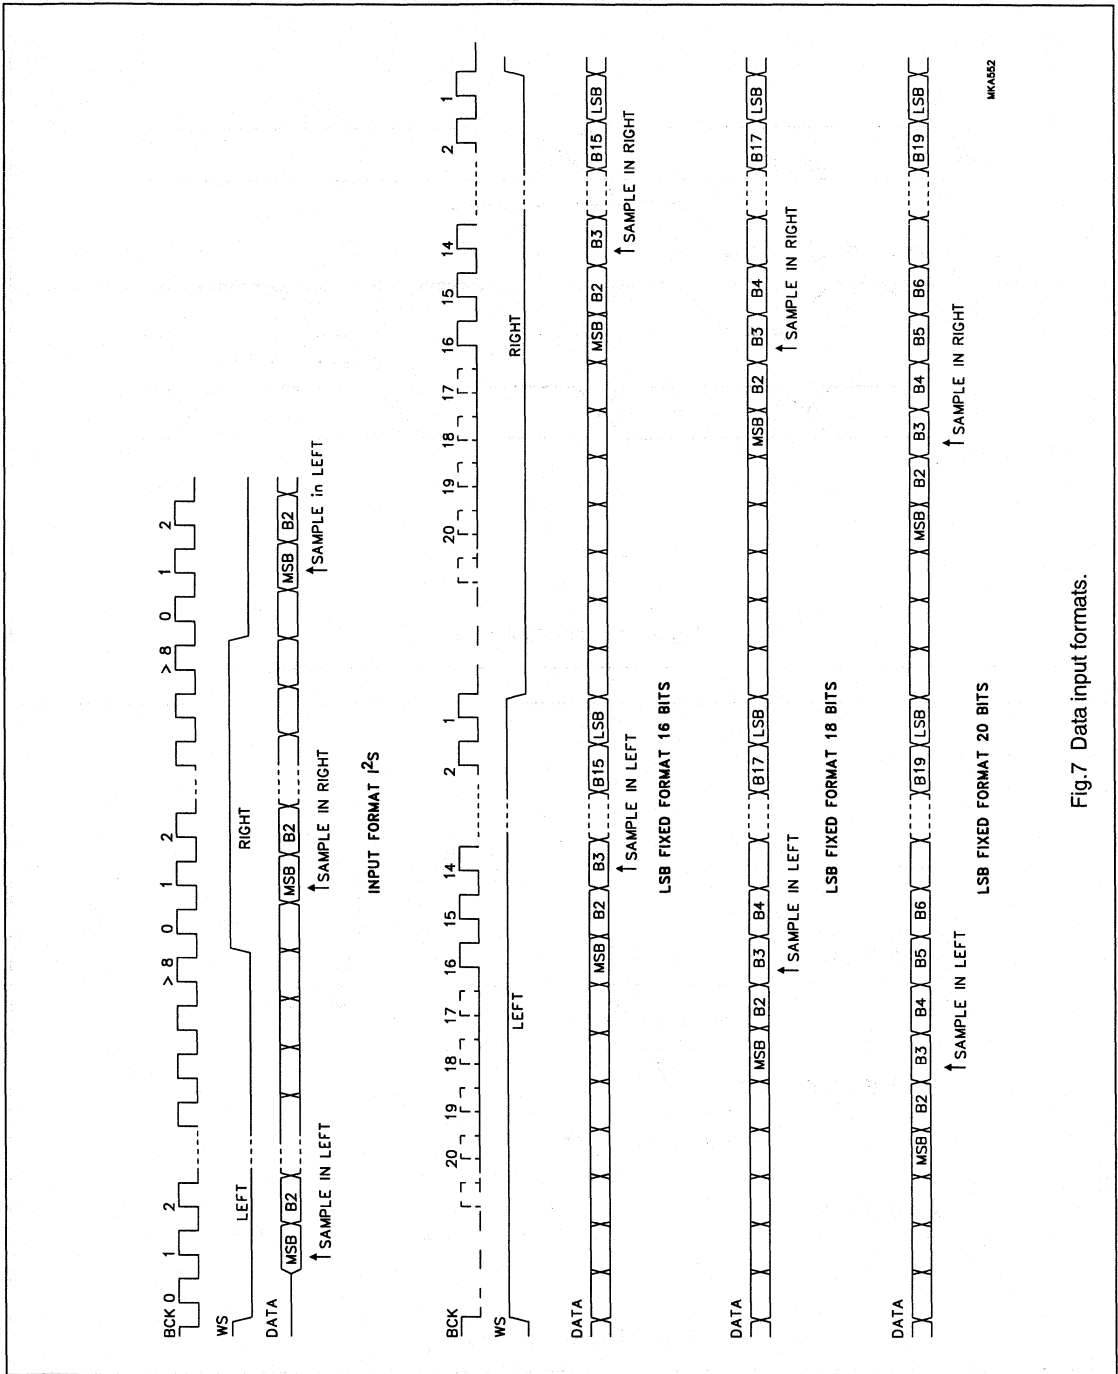 BCK 0 1 2 >8 0 1 2 >8 0 1 2
WS LEFT RIGHT
DATA MSB B2 MSB B2 MSB B2
SAMPLE IN LEFT SAMPLE IN RIGHT SAMPLE in LEFT
INPUT FORMAT I²S
BCK 20 19 18 17 16 15 14 2 1 20 19 18 17 16 15 14 2 1
WS LEFT RIGHT
DATA MSB B2 B3 B15 LSB MSB B2 B3 B15 LSB
SAMPLE IN LEFT SAMPLE IN RIGHT
LSB FIXED FORMAT 16 BITS
DATA MSB B2 B3 B4 B17 LSB MSB B2 B3 B4 B17 LSB
SAMPLE IN LEFT SAMPLE IN RIGHT
LSB FIXED FORMAT 18 BITS
DATA MSB B2 B3 B4 B5 B6 B19 LSB MSB B2 B3 B4 B5 B6 B19 LSB
SAMPLE IN LEFT SAMPLE IN RIGHT
LSB FIXED FORMAT 20 BITS
MKA552
Fig.7 Data input formats.